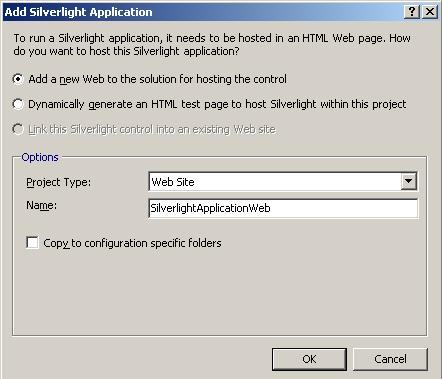 Add Silverlight Application
To run a Silverlight application, it needs to be hosted in an HTML Web page. How
do you want to host this Silverlight application?
Add a new Web to the solution for hosting the control
Dynamically generate an HTML test page to host Silverlight within this project
Link this Silverlight control into an existing Web site
Options
Project Type: Web Site
Name: SilverlightApplicationWeb
Copy to configuration specific folders
OK Cancel